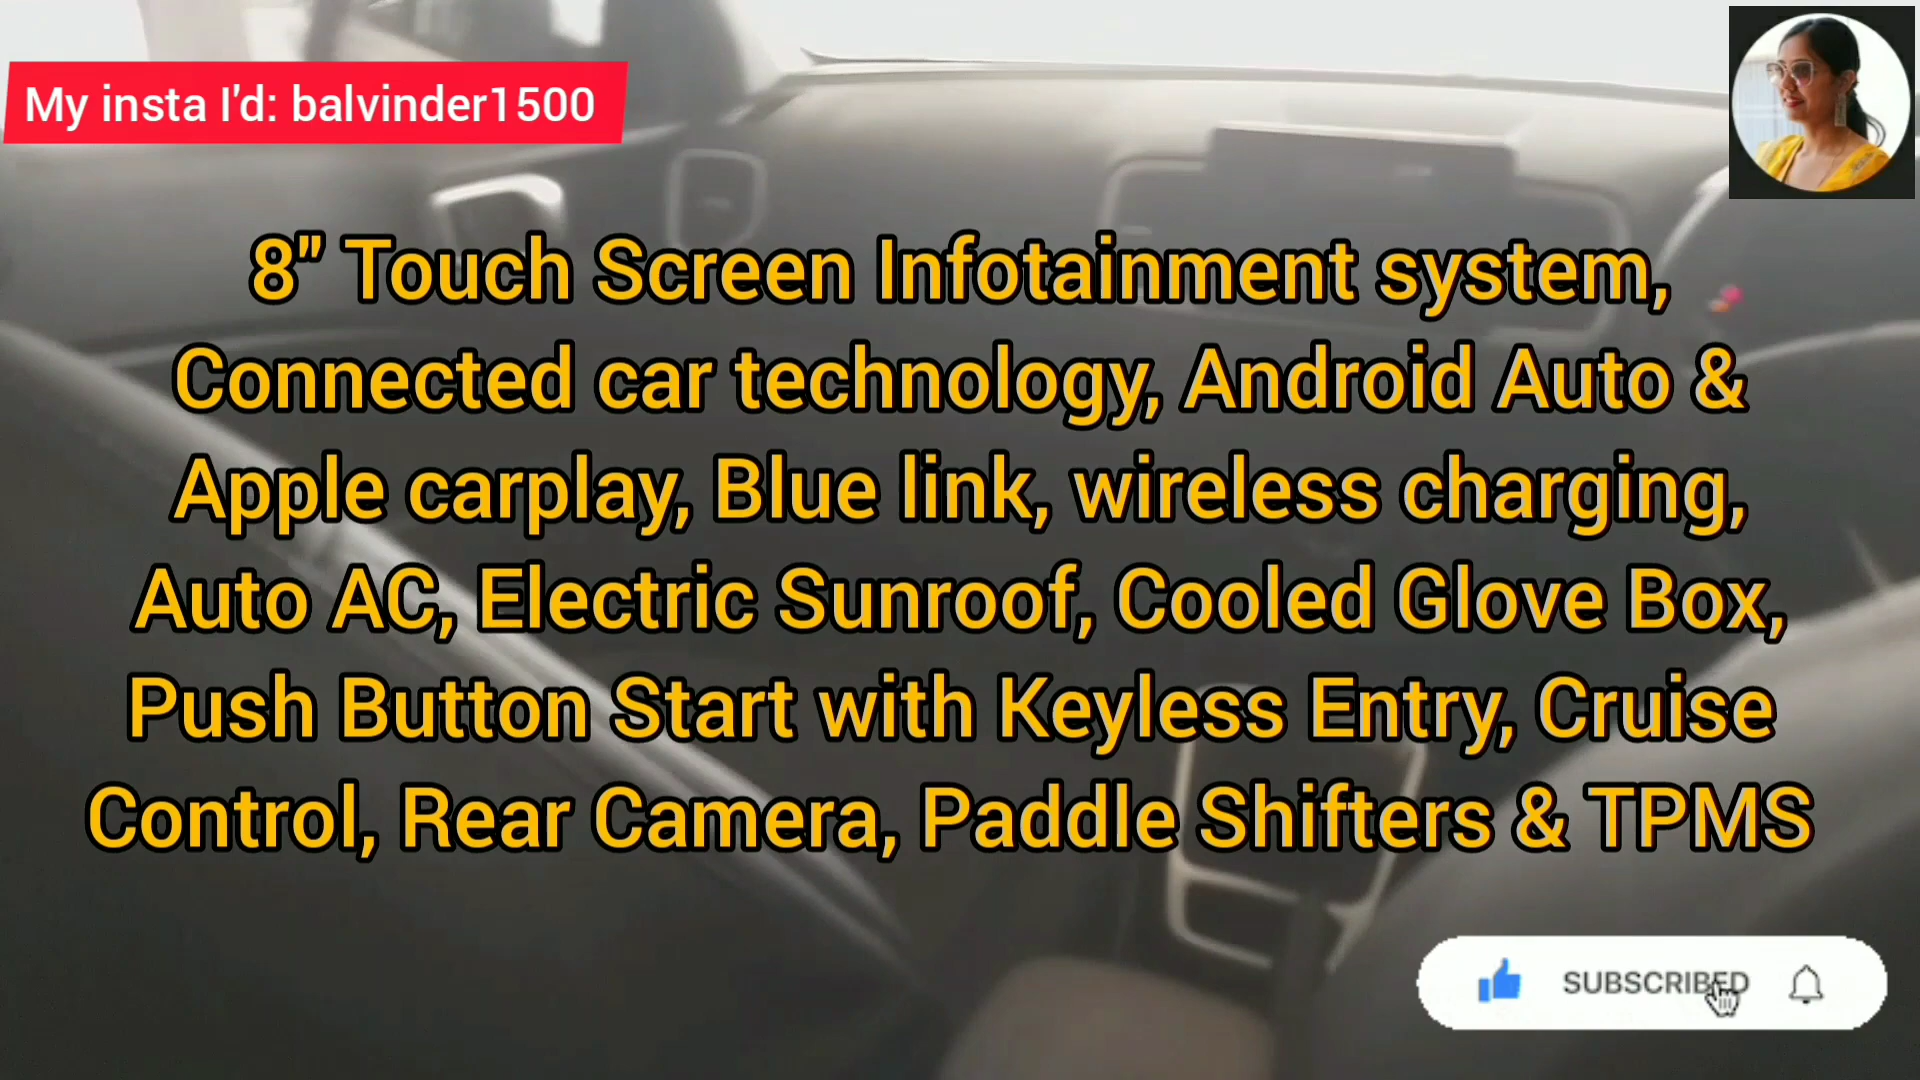 My insta I'd: balvinder1500
8" Touch Screen Infotainment system,
Connected car technology, Android Auto &
Apple carplay, Blue link, wireless charging,
Auto AC, Electric Sunroof, Cooled Glove Box,
Push Button Start with Keyless Entry, Cruise
Control, Rear Camera, Paddle Shifters & TPMS
SUBSCRIBED